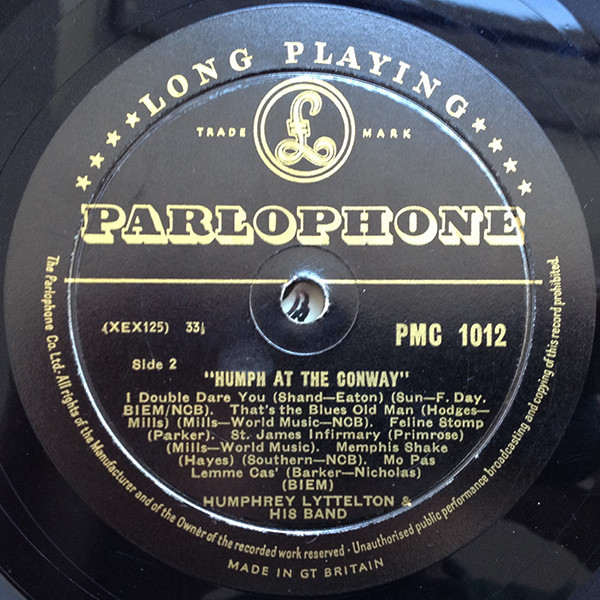 ★★★★★LONG PLAYING★★★★★
TRADE £ MARK
PARLOPHONE
(XEX125) 33⅓
PMC 1012
Side 2
"HUMPH AT THE CONWAY"
I Double Dare You (Shand—Eaton) (Sun—F. Day.
BIEM/NCB). That's the Blues Old Man (Hodges—
Mills) (Mills—World Music—NCB). Feline Stomp
(Parker). St. James Infirmary (Primrose)
(Mills—World Music). Memphis Shake
(Hayes) (Southern—NCB). Mo Pas
Lemme Cas' (Barker—Nicholas)
(BIEM)
HUMPHREY LYTTELTON &
HIS BAND
The Parlophone Co. Ltd. All rights of the Manufacturer and of the Owner of the recorded work reserved · Unauthorised public performance broadcasting and copying of this record prohibited.
MADE IN GT BRITAIN